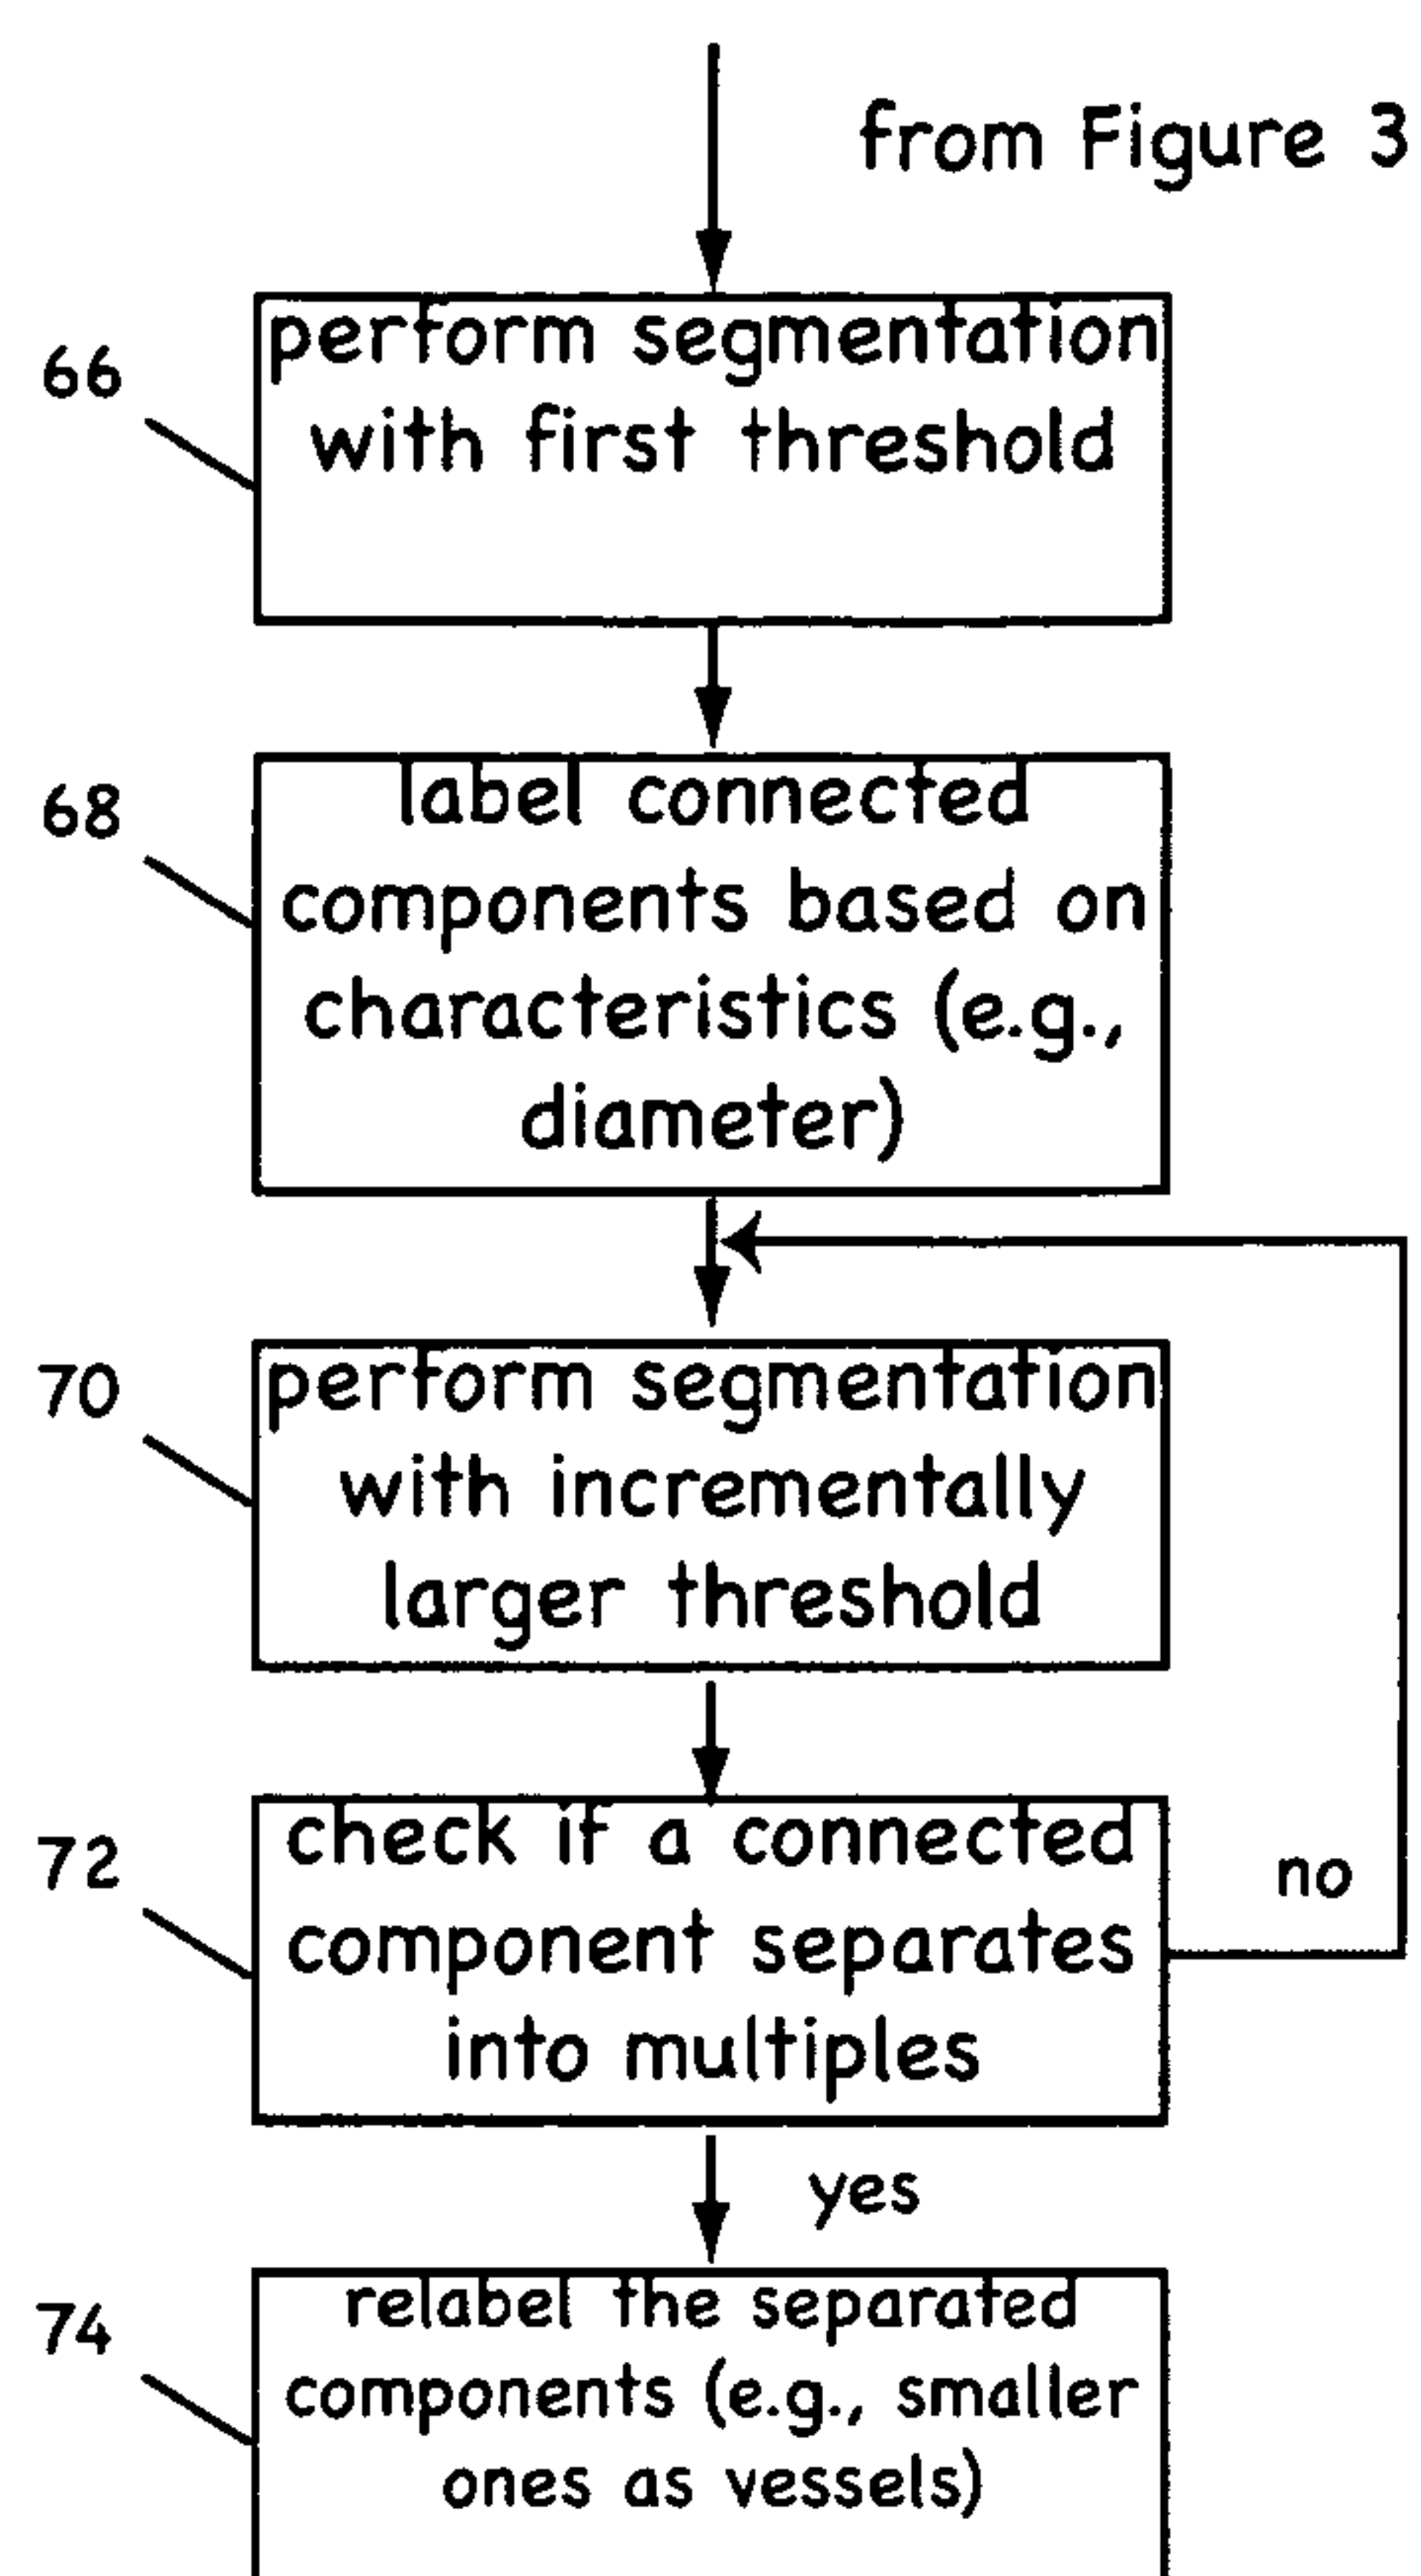 from Figure 3
66
perform segmentation
with first threshold
68
label connected
components based on
characteristics (e.g.,
diameter)
70
perform segmentation
with incrementally
larger threshold
72
check if a connected
component separates
into multiples
no
yes
74
relabel the separated
components (e.g., smaller
ones as vessels)